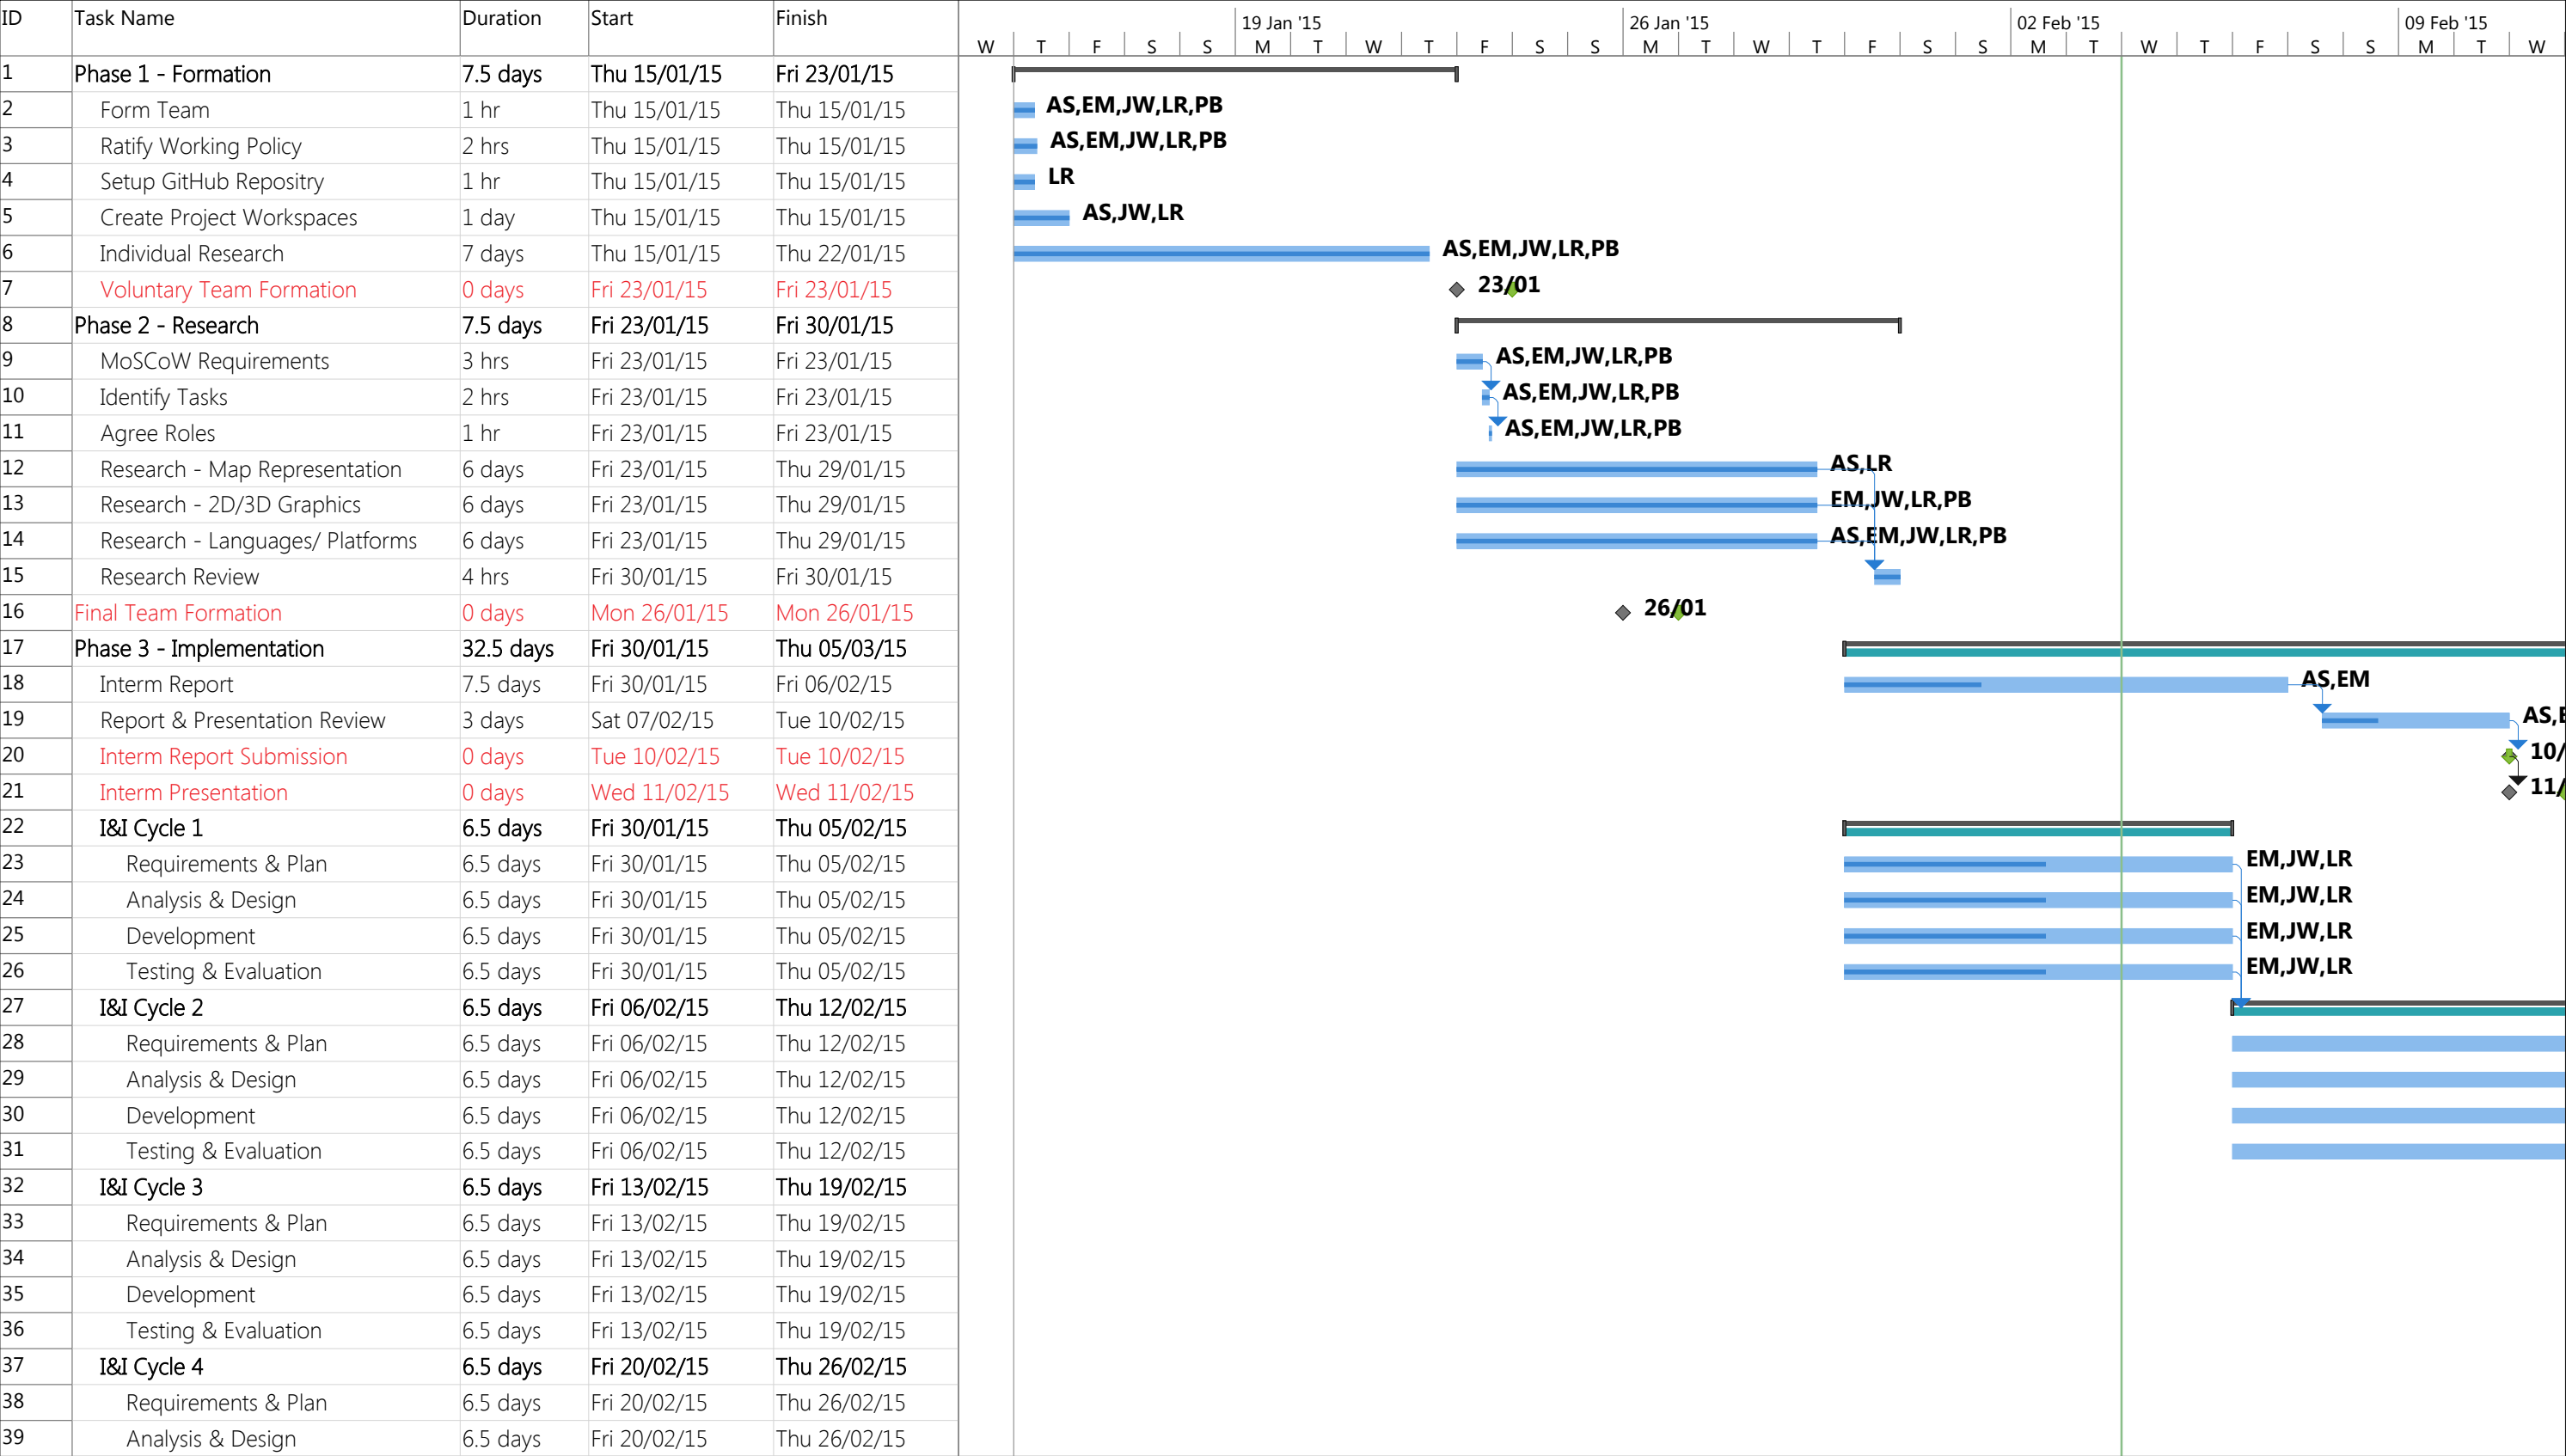 ID Task Name Duration Start Finish 19 Jan '15 26 Jan '15 02 Feb '15 09 Feb '15
W T F S S M T W T F S S M T W T F S S M T W T F S S M T W
1 Phase 1 - Formation 7.5 days Thu 15/01/15 Fri 23/01/15
2 Form Team 1 hr Thu 15/01/15 Thu 15/01/15 AS,EM,JW,LR,PB
3 Ratify Working Policy 2 hrs Thu 15/01/15 Thu 15/01/15 AS,EM,JW,LR,PB
4 Setup GitHub Repositry 1 hr Thu 15/01/15 Thu 15/01/15 LR
5 Create Project Workspaces 1 day Thu 15/01/15 Thu 15/01/15 AS,JW,LR
6 Individual Research 7 days Thu 15/01/15 Thu 22/01/15 AS,EM,JW,LR,PB
7 Voluntary Team Formation 0 days Fri 23/01/15 Fri 23/01/15 23/01
8 Phase 2 - Research 7.5 days Fri 23/01/15 Fri 30/01/15
9 MoSCoW Requirements 3 hrs Fri 23/01/15 Fri 23/01/15 AS,EM,JW,LR,PB
10 Identify Tasks 2 hrs Fri 23/01/15 Fri 23/01/15 AS,EM,JW,LR,PB
11 Agree Roles 1 hr Fri 23/01/15 Fri 23/01/15 AS,EM,JW,LR,PB
12 Research - Map Representation 6 days Fri 23/01/15 Thu 29/01/15 AS,LR
13 Research - 2D/3D Graphics 6 days Fri 23/01/15 Thu 29/01/15 EM,JW,LR,PB
14 Research - Languages/ Platforms 6 days Fri 23/01/15 Thu 29/01/15 AS,EM,JW,LR,PB
15 Research Review 4 hrs Fri 30/01/15 Fri 30/01/15
16 Final Team Formation 0 days Mon 26/01/15 Mon 26/01/15 26/01
17 Phase 3 - Implementation 32.5 days Fri 30/01/15 Thu 05/03/15
18 Interm Report 7.5 days Fri 30/01/15 Fri 06/02/15 AS,EM
19 Report & Presentation Review 3 days Sat 07/02/15 Tue 10/02/15 AS,
20 Interm Report Submission 0 days Tue 10/02/15 Tue 10/02/15 10/
21 Interm Presentation 0 days Wed 11/02/15 Wed 11/02/15 11/
22 I&I Cycle 1 6.5 days Fri 30/01/15 Thu 05/02/15
23 Requirements & Plan 6.5 days Fri 30/01/15 Thu 05/02/15 EM,JW,LR
24 Analysis & Design 6.5 days Fri 30/01/15 Thu 05/02/15 EM,JW,LR
25 Development 6.5 days Fri 30/01/15 Thu 05/02/15 EM,JW,LR
26 Testing & Evaluation 6.5 days Fri 30/01/15 Thu 05/02/15 EM,JW,LR
27 I&I Cycle 2 6.5 days Fri 06/02/15 Thu 12/02/15
28 Requirements & Plan 6.5 days Fri 06/02/15 Thu 12/02/15
29 Analysis & Design 6.5 days Fri 06/02/15 Thu 12/02/15
30 Development 6.5 days Fri 06/02/15 Thu 12/02/15
31 Testing & Evaluation 6.5 days Fri 06/02/15 Thu 12/02/15
32 I&I Cycle 3 6.5 days Fri 13/02/15 Thu 19/02/15
33 Requirements & Plan 6.5 days Fri 13/02/15 Thu 19/02/15
34 Analysis & Design 6.5 days Fri 13/02/15 Thu 19/02/15
35 Development 6.5 days Fri 13/02/15 Thu 19/02/15
36 Testing & Evaluation 6.5 days Fri 13/02/15 Thu 19/02/15
37 I&I Cycle 4 6.5 days Fri 20/02/15 Thu 26/02/15
38 Requirements & Plan 6.5 days Fri 20/02/15 Thu 26/02/15
39 Analysis & Design 6.5 days Fri 20/02/15 Thu 26/02/15